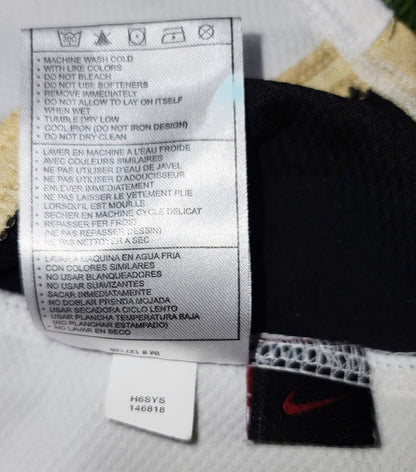 • MACHINE WASH COLD
WITH LIKE COLORS
• DO NOT BLEACH
• DO NOT USE SOFTENERS
• REMOVE IMMEDIATELY
• DO NOT ALLOW TO LAY ON ITSELF
WHEN WET
• TUMBLE DRY LOW
• COOL IRON (DO NOT IRON DESIGN)
• DO NOT DRY CLEAN
• LAVER EN MACHINE A L'EAU FROIDE
AVEC COULEURS SIMILAIRES
• NE PAS UTILISER D'EAU DE JAVEL
• NE PAS UTILISER D'ADOUCISSEUR
• ENLEVER IMMEDIATEMENT
• NE PAS LAISSER LE VETEMENT PLIE
LORSQU'IL EST MOUILLE
• SECHER EN MACHINE CYCLE DELICAT
• REPASSER FER FROID
(NE PAS REPASSER DESSIN)
• NE PAS NETTOYER A SEC
• LAVAR A MAQUINA EN AGUA FRIA
CON COLORES SIMILARES
• NO USAR BLANQUEADORES
• NO USAR SUAVIZANTES
• SACAR IMMEDIATAMENTE
• NO DOBLAR PRENDA MOJADA
• USAR SECADORA CICLO LENTO
• USAR PLANCHA TEMPERATURA BAJA
(NO PLANCHAR ESTAMPADO)
• NO LAVAR EN SECO
H6SYS
146818